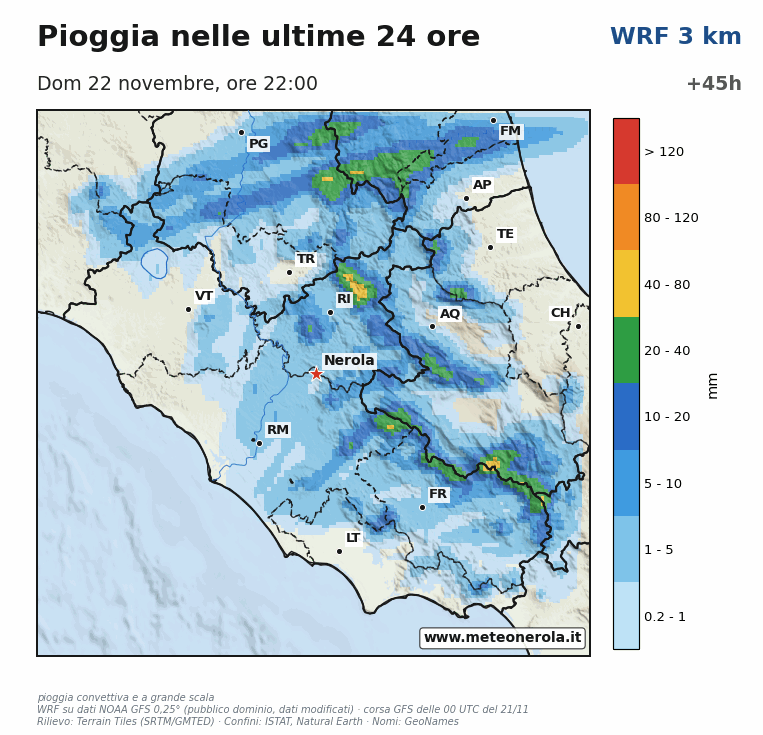 Pioggia nelle ultime 24 ore
WRF 3 km
Dom 22 novembre, ore 22:00
+45h
PG
FM
AP
TE
TR
VT
RI
AQ
CH
Nerola
RM
FR
LT
www.meteonerola.it
> 120
80 - 120
40 - 80
20 - 40
10 - 20
5 - 10
1 - 5
0.2 - 1
mm
pioggia convettiva e a grande scala
WRF su dati NOAA GFS 0,25° (pubblico dominio, dati modificati) · corsa GFS delle 00 UTC del 21/11
Rilievo: Terrain Tiles (SRTM/GMTED) · Confini: ISTAT, Natural Earth · Nomi: GeoNames